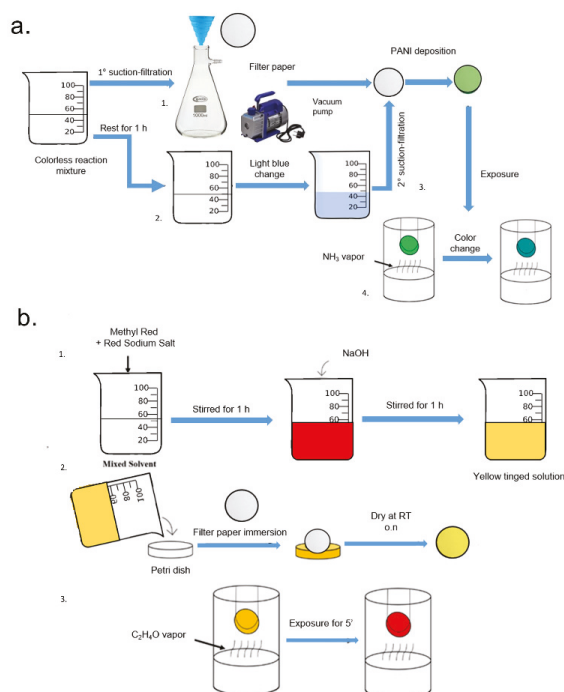 a.
1° suction-filtration
Filter paper
PANI deposition
100
80
60
40
20
1.
1000ml
Vacuum
pump
Rest for 1 h
Colorless reaction
mixture
2° suction-filtration
100
80
60
40
20
2.
Light blue
change
100
80
60
40
20
3.
Exposure
NH₃ vapor
Color
change
4.
b.
Methyl Red
+ Red Sodium Salt
1.
NaOH
100
80
60
40
20
Stirred for 1 h
100
80
60
Stirred for 1 h
100
80
60
Mixed Solvent
Yellow tinged solution
2.
100
80
60
Filter paper immersion
Dry at RT
o.n
Petri dish
3.
C₂H₄O vapor
Exposure for 5'